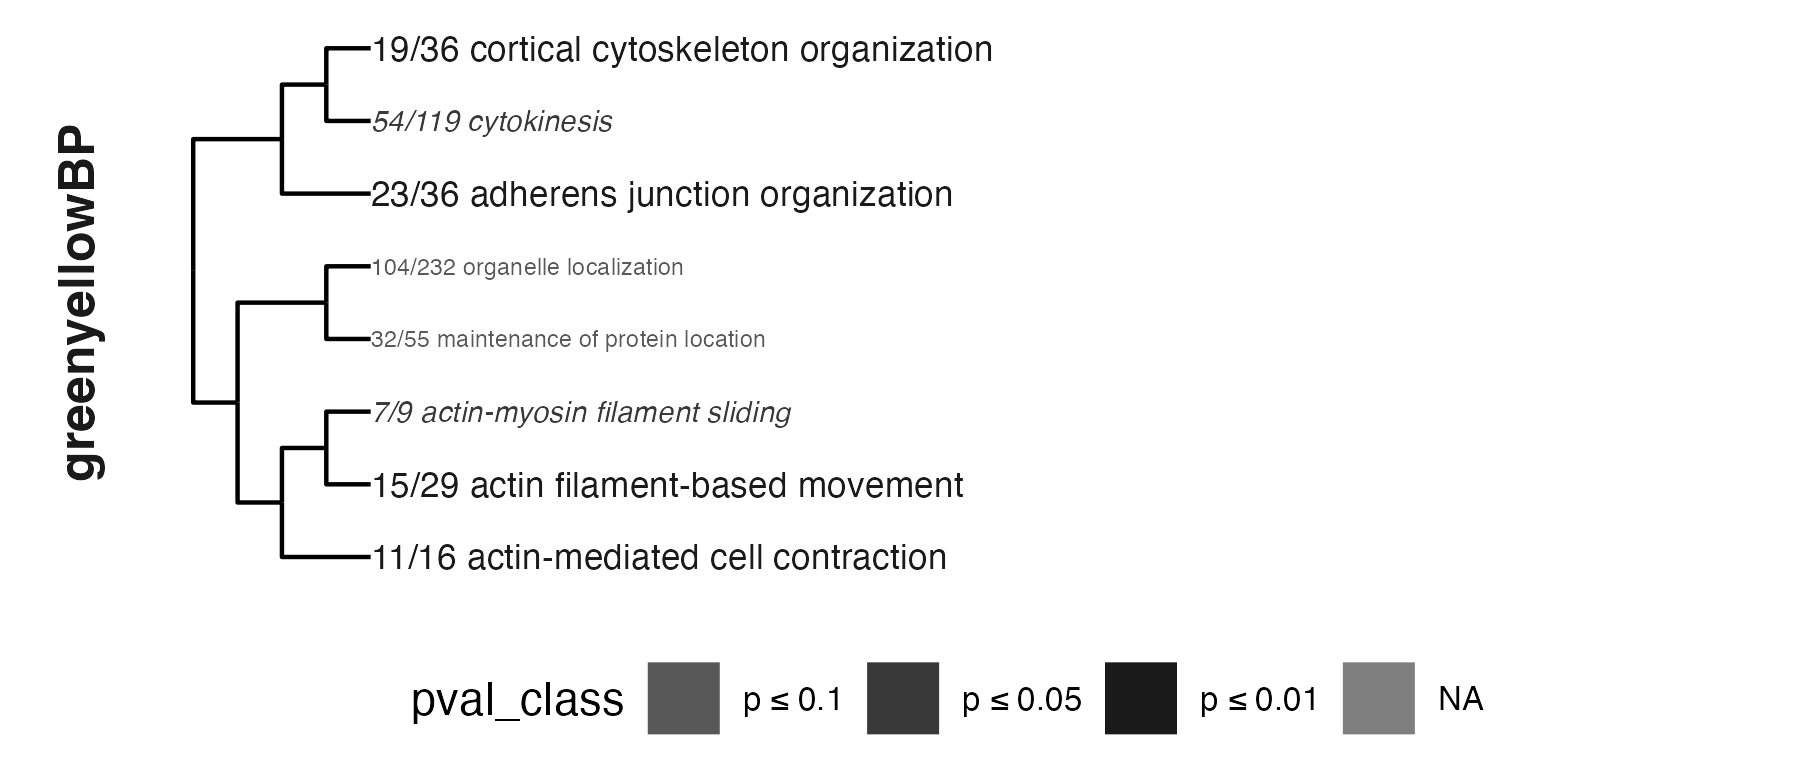 greenyellowBP
19/36 cortical cytoskeleton organization
54/119 cytokinesis
23/36 adherens junction organization
104/232 organelle localization
32/55 maintenance of protein location
7/9 actin-myosin filament sliding
15/29 actin filament-based movement
11/16 actin-mediated cell contraction
pval_class p ≤ 0.1 p ≤ 0.05 p ≤ 0.01 NA